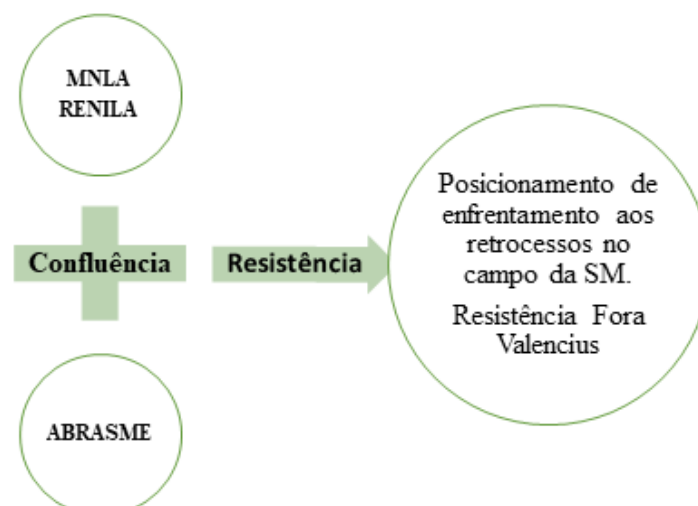 MNLA
RENILA
Confluência
Resistência
ABRASME
Posicionamento de
enfrentamento aos
retrocessos no
campo da SM.
Resistência Fora
Valencius